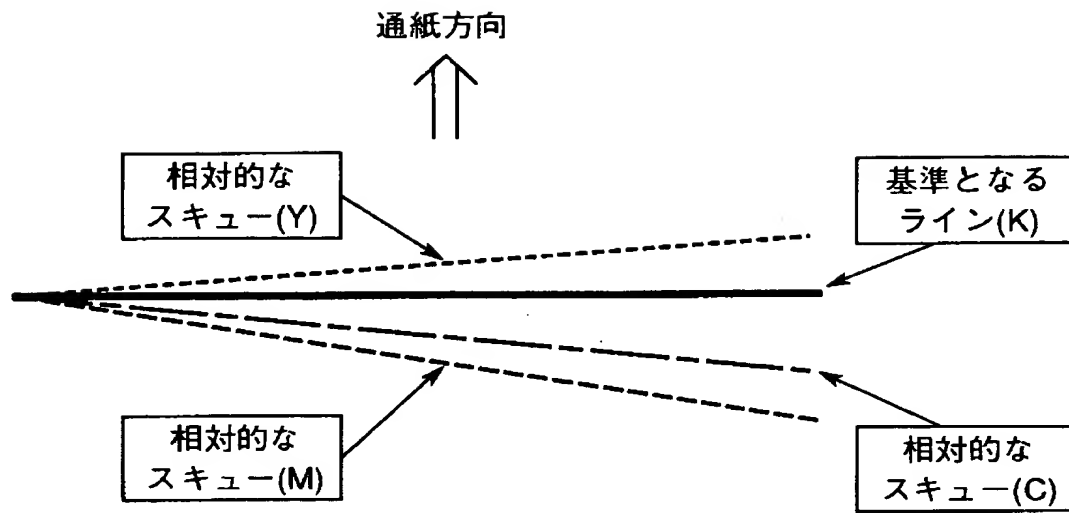 通紙方向
相対的な
スキュー(Y)
基準となる
ライン(K)
相対的な
スキュー(M)
相対的な
スキュー(C)